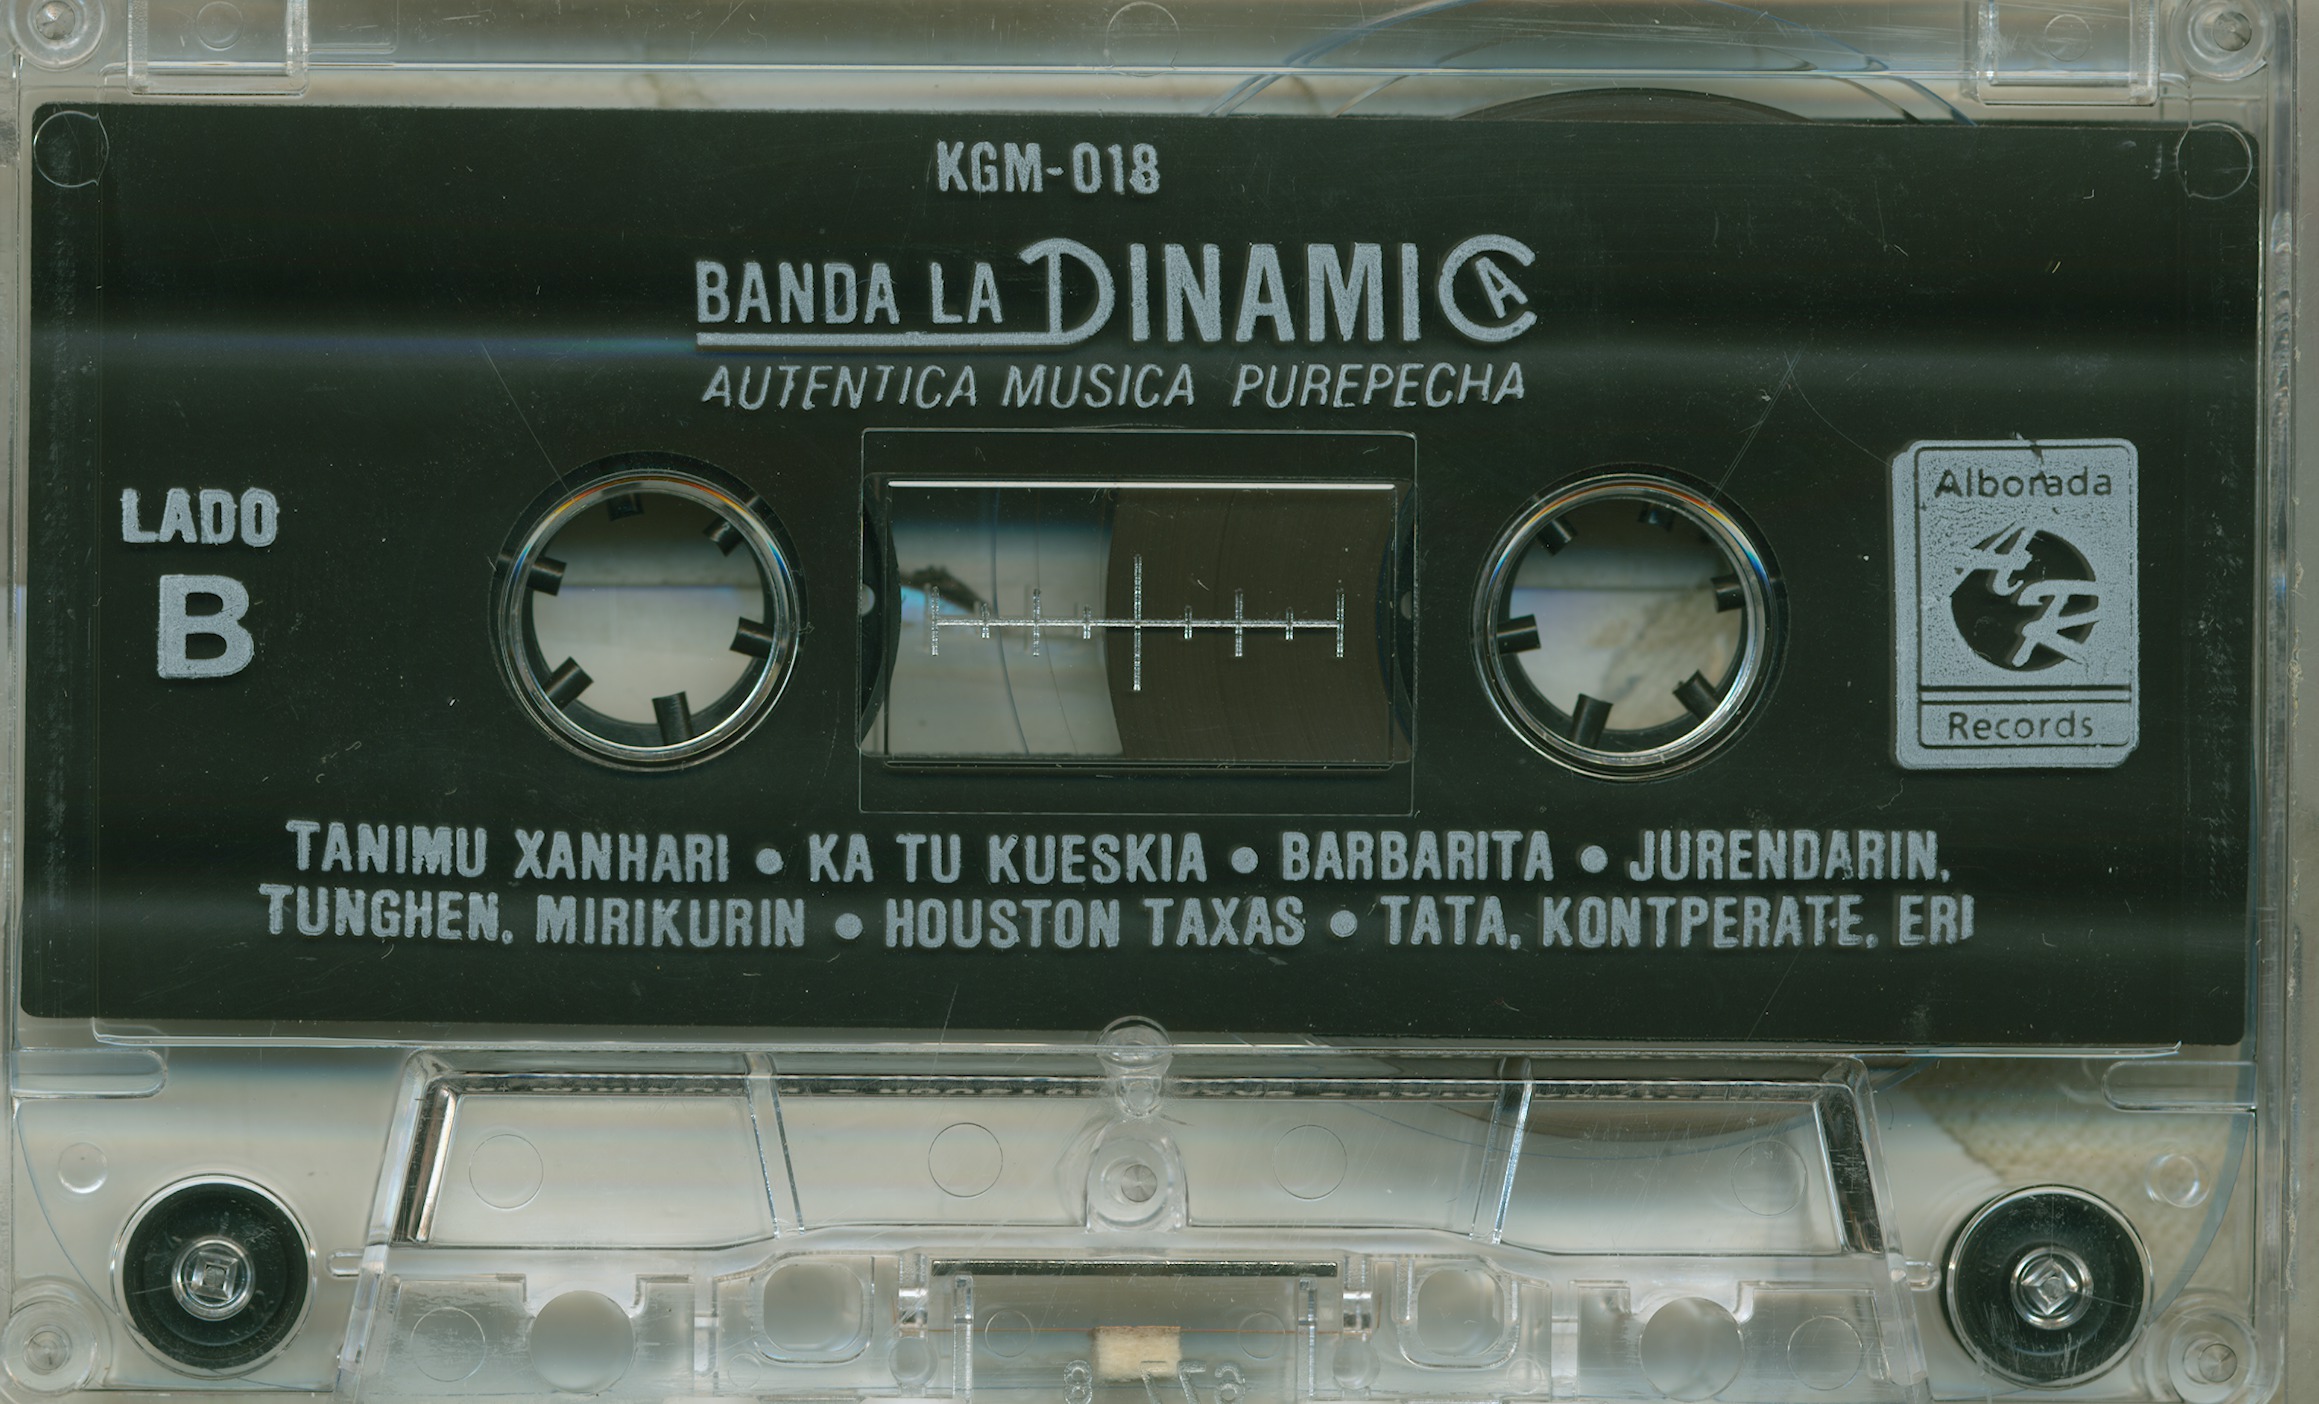 KGM-018
BANDA LA DINAMICA
AUTENTICA MUSICA PUREPECHA
LADO
B
Alborada
AR
Records
TANIMU XANHARI • KA TU KUESKIA • BARBARITA • JURENDARIN,
TUNGHEN, MIRIKURIN • HOUSTON TAXAS • TATA, KONTPERATE, ERI